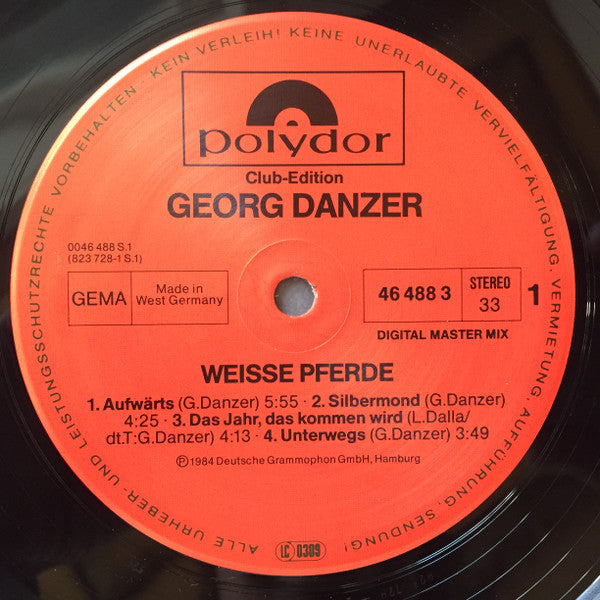 ALLE URHEBER- UND LEISTUNGSSCHUTZRECHTE VORBEHALTEN · KEIN VERLEIH! KEINE UNERLAUBTE VERVIELFÄLTIGUNG, VERMIETUNG, AUFFÜHRUNG, SENDUNG!
polydor
Club-Edition
GEORG DANZER
0046 488 S.1
(823 728-1 S.1)
GEMA
Made in
West Germany
46 488 3
STEREO
33
1
DIGITAL MASTER MIX
WEISSE PFERDE
1. Aufwärts (G.Danzer) 5:55 · 2. Silbermond (G.Danzer)
4:25 · 3. Das Jahr, das kommen wird (L.Dalla/
dt.T:G.Danzer) 4:13 · 4. Unterwegs (G.Danzer) 3:49
Ⓟ 1984 Deutsche Grammophon GmbH, Hamburg
LC 0309